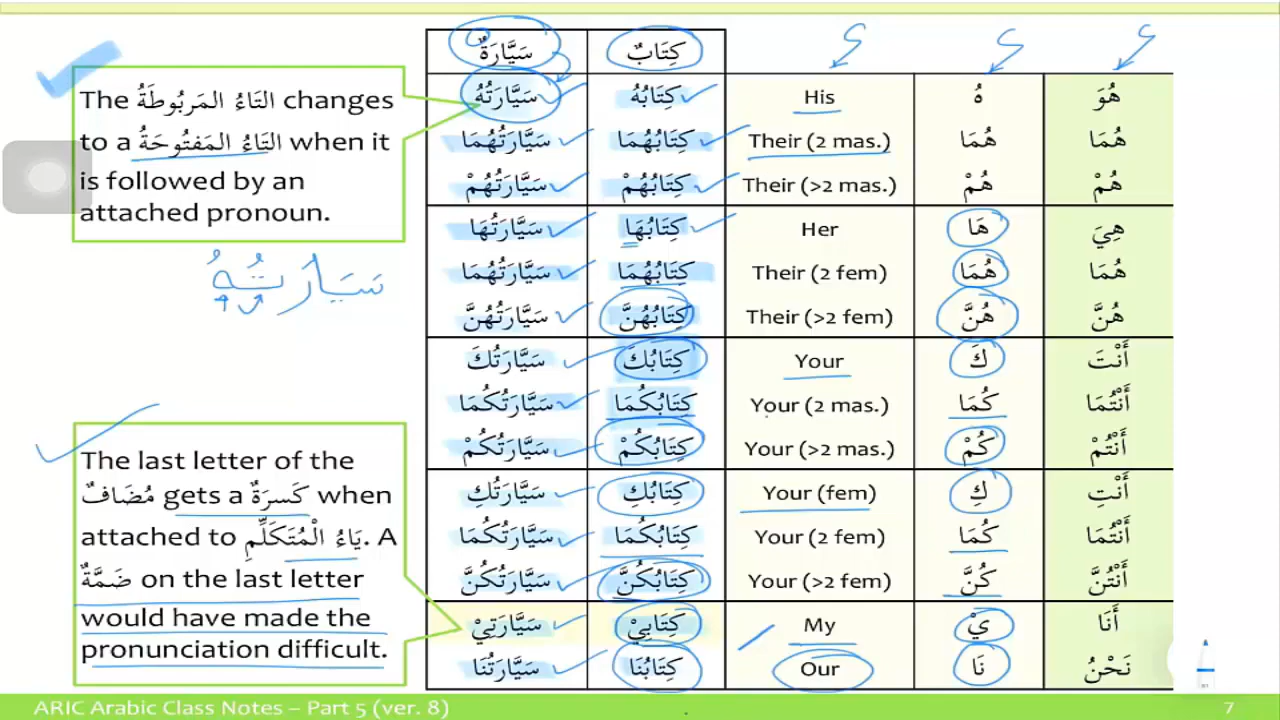 سَيَّارَةٌ كِتَابٌ
سَيَّارَتُهُ كِتَابُهُ His هُ هُوَ
سَيَّارَتُهُمَا كِتَابُهُمَا Their (2 mas.) هُمَا هُمَا
سَيَّارَتُهُمْ كِتَابُهُمْ Their (>2 mas.) هُمْ هُمْ
سَيَّارَتُهَا كِتَابُهَا Her هَا هِيَ
سَيَّارَتُهُمَا كِتَابُهُمَا Their (2 fem) هُمَا هُمَا
سَيَّارَتُهُنَّ كِتَابُهُنَّ Their (>2 fem) هُنَّ هُنَّ
سَيَّارَتُكَ كِتَابُكَ Your كَ أَنْتَ
سَيَّارَتُكُمَا كِتَابُكُمَا Your (2 mas.) كُمَا أَنْتُمَا
سَيَّارَتُكُمْ كِتَابُكُمْ Your (>2 mas.) كُمْ أَنْتُمْ
سَيَّارَتُكِ كِتَابُكِ Your (fem) كِ أَنْتِ
سَيَّارَتُكُمَا كِتَابُكُمَا Your (2 fem) كُمَا أَنْتُمَا
سَيَّارَتُكُنَّ كِتَابُكُنَّ Your (>2 fem) كُنَّ أَنْتُنَّ
سَيَّارَتِيْ كِتَابِيْ My يْ أَنَا
سَيَّارَتُنَا كِتَابُنَا Our نَا نَحْنُ
The التَاءُ المَربُوطَةُ changes
to a التَاءُ المَفتُوحَةُ when it
is followed by an
attached pronoun.
سَيَارَتُهُ
The last letter of the
مُضَافٌ gets a كَسرَةٌ when
attached to يَاءُ الْمُتَكَلِّمِ. A
ضَمَّةٌ on the last letter
would have made the
pronunciation difficult.
ARIC Arabic Class Notes – Part 5 (ver. 8) 7